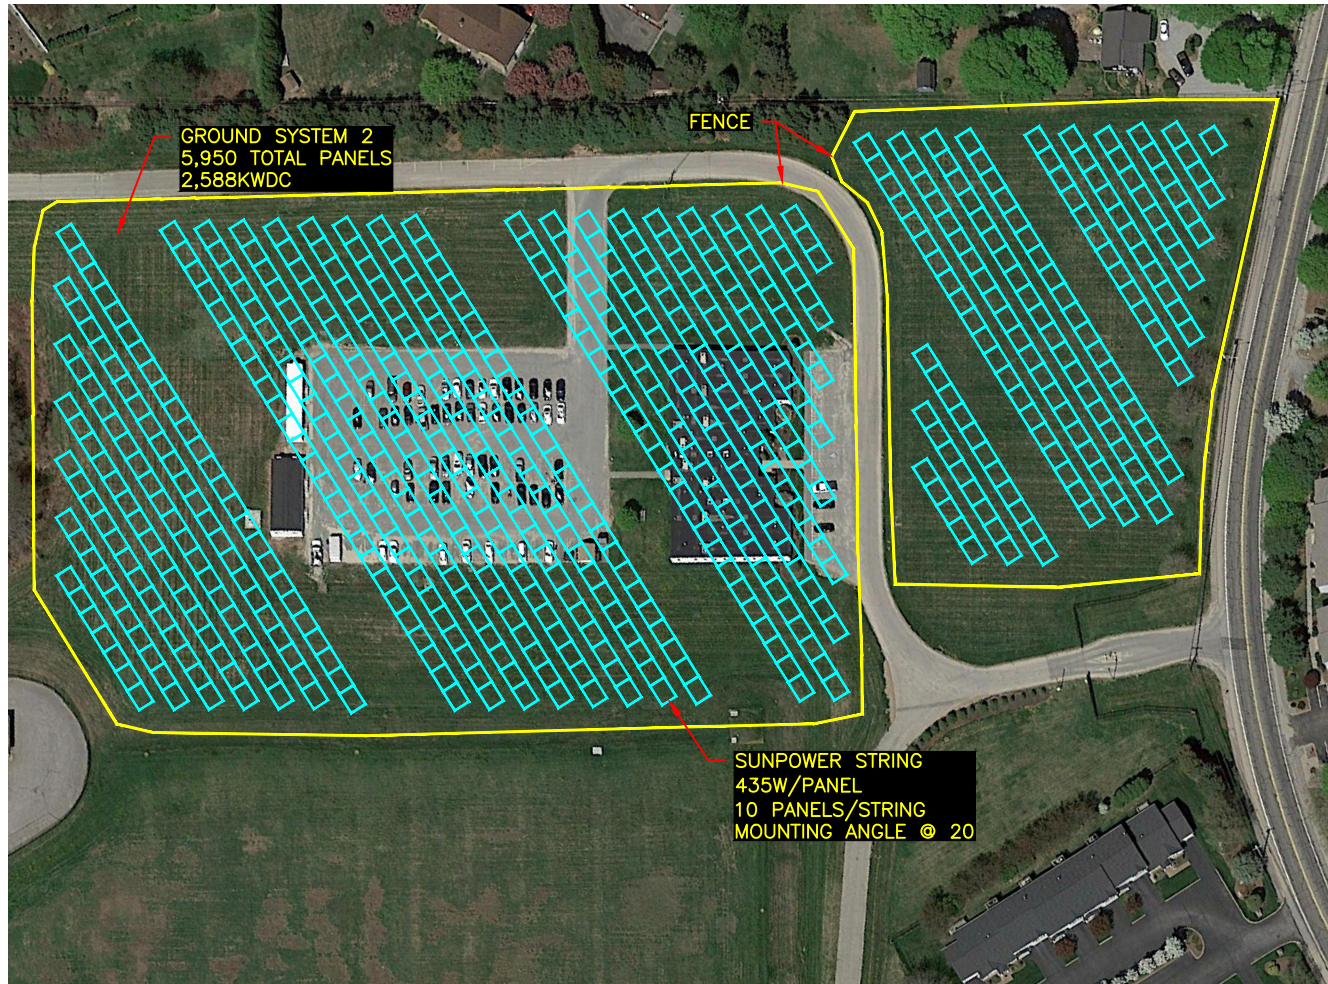 GROUND SYSTEM 2
5,950 TOTAL PANELS
2,588KWDC
FENCE
SUNPOWER STRING
435W/PANEL
10 PANELS/STRING
MOUNTING ANGLE @ 20